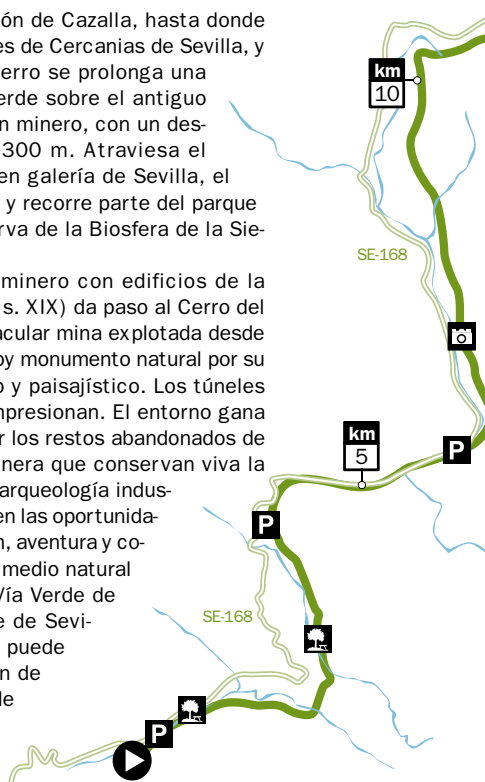 ón de Cazalla, hasta donde
es de Cercanias de Sevilla, y
erro se prolonga una
erde sobre el antiguo
n minero, con un des-
300 m. Atraviesa el
en galería de Sevilla, el
y recorre parte del parque
rva de la Biosfera de la Sie-
minero con edificios de la
s. XIX) da paso al Cerro del
acular mina explotada desde
oy monumento natural por su
o y paisajístico. Los túneles
mpresionan. El entorno gana
r los restos abandonados de
nera que conservan viva la
arqueología indus-
en las oportunida-
n, aventura y co-
medio natural
Vía Verde de
e de Sevi-
puede
n de
de
km
10
SE-168
km
5
P
P
SE-168
P